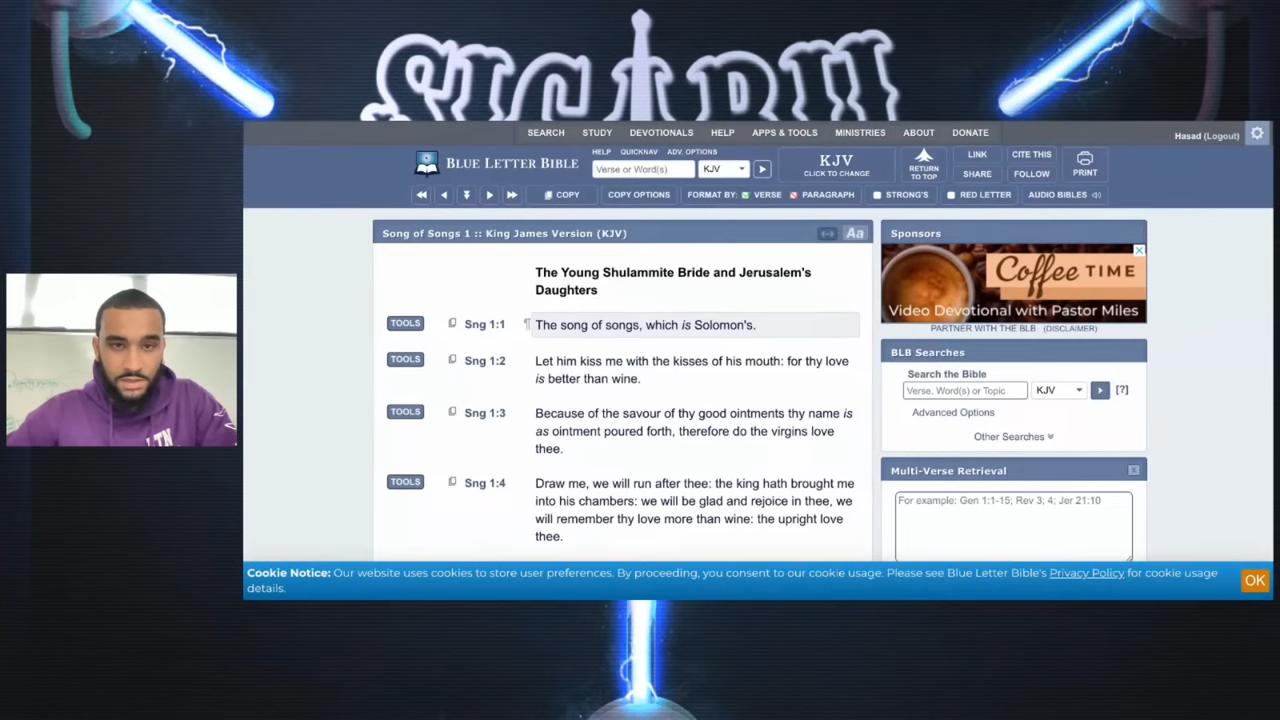 SICARII
SEARCH STUDY DEVOTIONALS HELP APPS & TOOLS MINISTRIES ABOUT DONATE
Hasad (Logout)
BLUE LETTER BIBLE
HELP QUICKNAV ADV. OPTIONS
Verse or Word(s) KJV
KJV
CLICK TO CHANGE
RETURN
TO TOP
LINK CITE THIS
SHARE FOLLOW
PRINT
COPY COPY OPTIONS FORMAT BY: VERSE PARAGRAPH STRONG'S RED LETTER AUDIO BIBLES
Song of Songs 1 :: King James Version (KJV) Aa
The Young Shulammite Bride and Jerusalem's
Daughters
TOOLS Sng 1:1 ¶ The song of songs, which is Solomon's.
TOOLS Sng 1:2 Let him kiss me with the kisses of his mouth: for thy love
is better than wine.
TOOLS Sng 1:3 Because of the savour of thy good ointments thy name is
as ointment poured forth, therefore do the virgins love
thee.
TOOLS Sng 1:4 Draw me, we will run after thee: the king hath brought me
into his chambers: we will be glad and rejoice in thee, we
will remember thy love more than wine: the upright love
thee.
Sponsors
Coffee TIME
Video Devotional with Pastor Miles
PARTNER WITH THE BLB (DISCLAIMER)
BLB Searches
Search the Bible
Verse, Word(s) or Topic KJV [?]
Advanced Options
Other Searches
Multi-Verse Retrieval x
For example: Gen 1:1-15; Rev 3; 4; Jer 21:10
Cookie Notice: Our website uses cookies to store user preferences. By proceeding, you consent to our cookie usage. Please see Blue Letter Bible's Privacy Policy for cookie usage
details.
OK